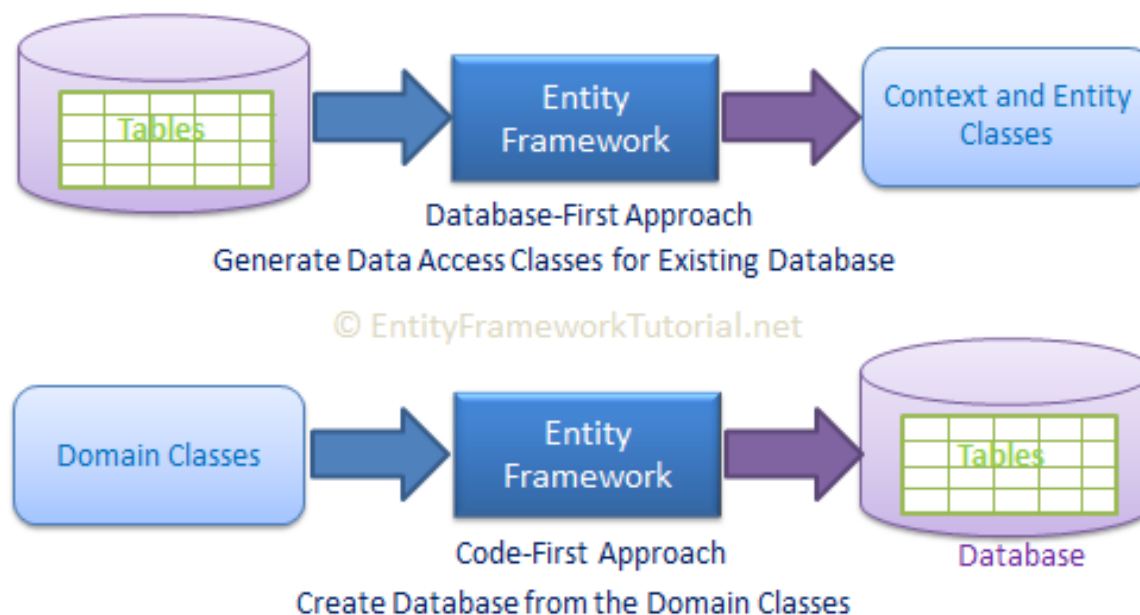 Tables
Entity
Framework
Context and Entity
Classes
Database-First Approach
Generate Data Access Classes for Existing Database
© EntityFrameworkTutorial.net
Domain Classes
Entity
Framework
Tables
Code-First Approach
Database
Create Database from the Domain Classes